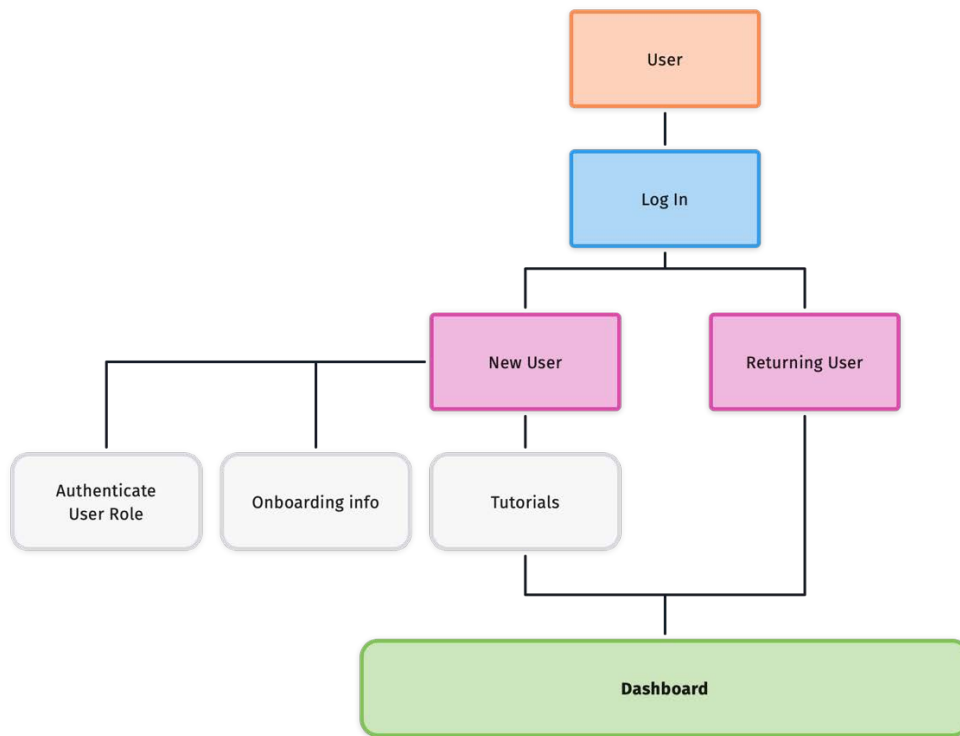 User
Log In
New User
Returning User
Authenticate
User Role
Onboarding info
Tutorials
Dashboard